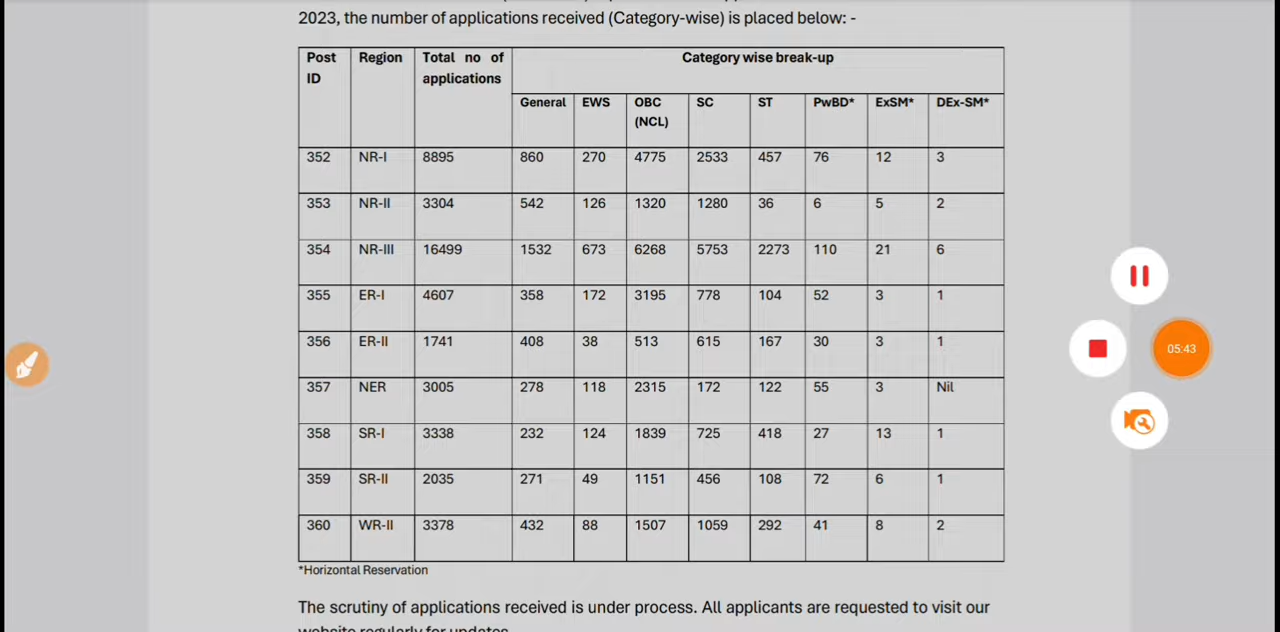 2023, the number of applications received (Category-wise) is placed below: -
Post ID Region Total no of applications Category wise break-up
General EWS OBC (NCL) SC ST PwBD* ExSM* DEx-SM*
352 NR-I 8895 860 270 4775 2533 457 76 12 3
353 NR-II 3304 542 126 1320 1280 36 6 5 2
354 NR-III 16499 1532 673 6268 5753 2273 110 21 6
355 ER-I 4607 358 172 3195 778 104 52 3 1
356 ER-II 1741 408 38 513 615 167 30 3 1
357 NER 3005 278 118 2315 172 122 55 3 Nil
358 SR-I 3338 232 124 1839 725 418 27 13 1
359 SR-II 2035 271 49 1151 456 108 72 6 1
360 WR-II 3378 432 88 1507 1059 292 41 8 2
*Horizontal Reservation
The scrutiny of applications received is under process. All applicants are requested to visit our
website regularly for updates
05:43